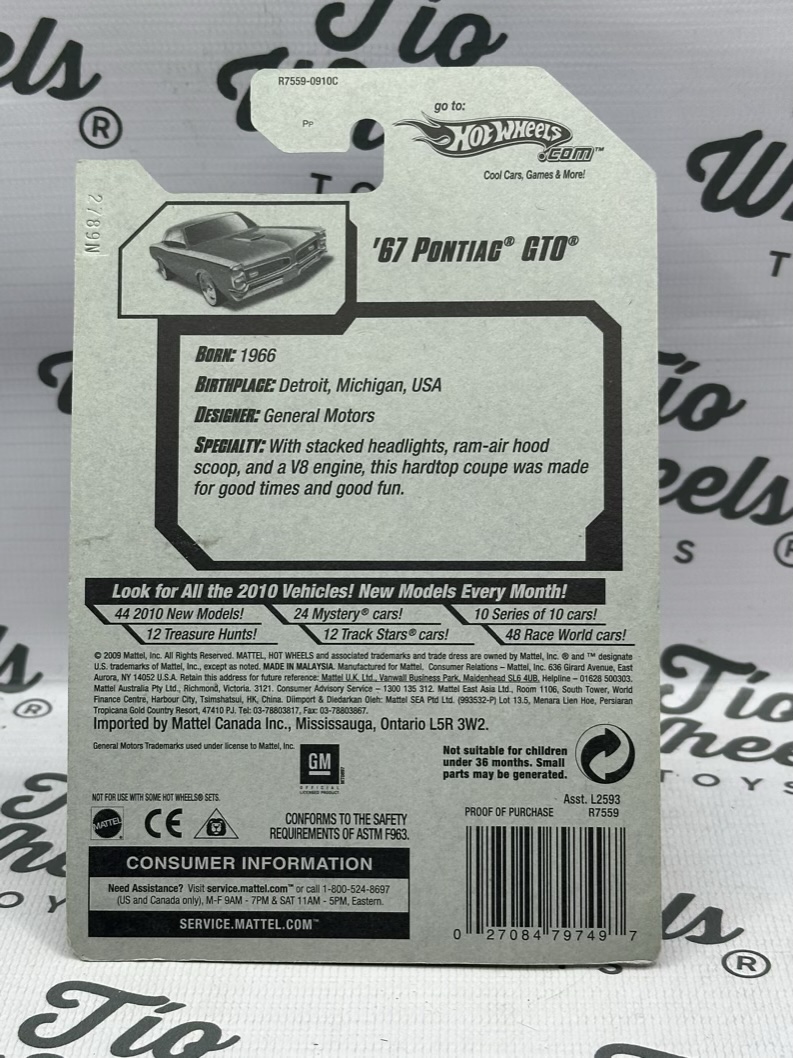 Tio
els ®
R7559-0910C
Pp
go to:
HOT WHEELS
.COM™
Cool Cars, Games & More!
2789N
'67 PONTIAC® GTO®
BORN: 1966
BIRTHPLACE: Detroit, Michigan, USA
DESIGNER: General Motors
SPECIALTY: With stacked headlights, ram-air hood
scoop, and a V8 engine, this hardtop coupe was made
for good times and good fun.
Look for All the 2010 Vehicles! New Models Every Month!
44 2010 New Models! 24 Mystery® cars! 10 Series of 10 cars!
12 Treasure Hunts! 12 Track Stars® cars! 48 Race World cars!
© 2009 Mattel, Inc. All Rights Reserved. MATTEL, HOT WHEELS and associated trademarks and trade dress are owned by Mattel, Inc. ® and ™ designate
U.S. trademarks of Mattel, Inc., except as noted. MADE IN MALAYSIA. Manufactured for Mattel. Consumer Relations – Mattel, Inc. 636 Girard Avenue, East
Aurora, NY 14052 U.S.A. Retain this address for future reference: Mattel U.K. Ltd., Vanwall Business Park, Maidenhead SL6 4UB. Helpline – 01628 500303.
Mattel Australia Pty Ltd., Richmond, Victoria. 3121. Consumer Advisory Service – 1300 135 312. Mattel East Asia Ltd., Room 1106, South Tower, World
Finance Centre, Harbour City, Tsimshatsui, HK, China. Diimport & Diedarkan Oleh: Mattel SEA Ptd Ltd. (993532-P) Lot 13.5, Menara Lien Hoe, Persiaran
Tropicana Golf Country Resort, 47410 PJ. Tel: 03-78803817, Fax: 03-78803867.
Imported by Mattel Canada Inc., Mississauga, Ontario L5R 3W2.
General Motors Trademarks used under license to Mattel, Inc.
GM
OFFICIAL
LICENSED PRODUCT
Not suitable for children
under 36 months. Small
parts may be generated.
NOT FOR USE WITH SOME HOT WHEELS® SETS.
MATTEL
CE
CONFORMS TO THE SAFETY
REQUIREMENTS OF ASTM F963.
Asst. L2593
PROOF OF PURCHASE R7559
CONSUMER INFORMATION
Need Assistance? Visit service.mattel.com™ or call 1-800-524-8697
(US and Canada only), M-F 9AM - 7PM & SAT 11AM - 5PM, Eastern.
SERVICE.MATTEL.COM™
0 27084 79749 7
Tio